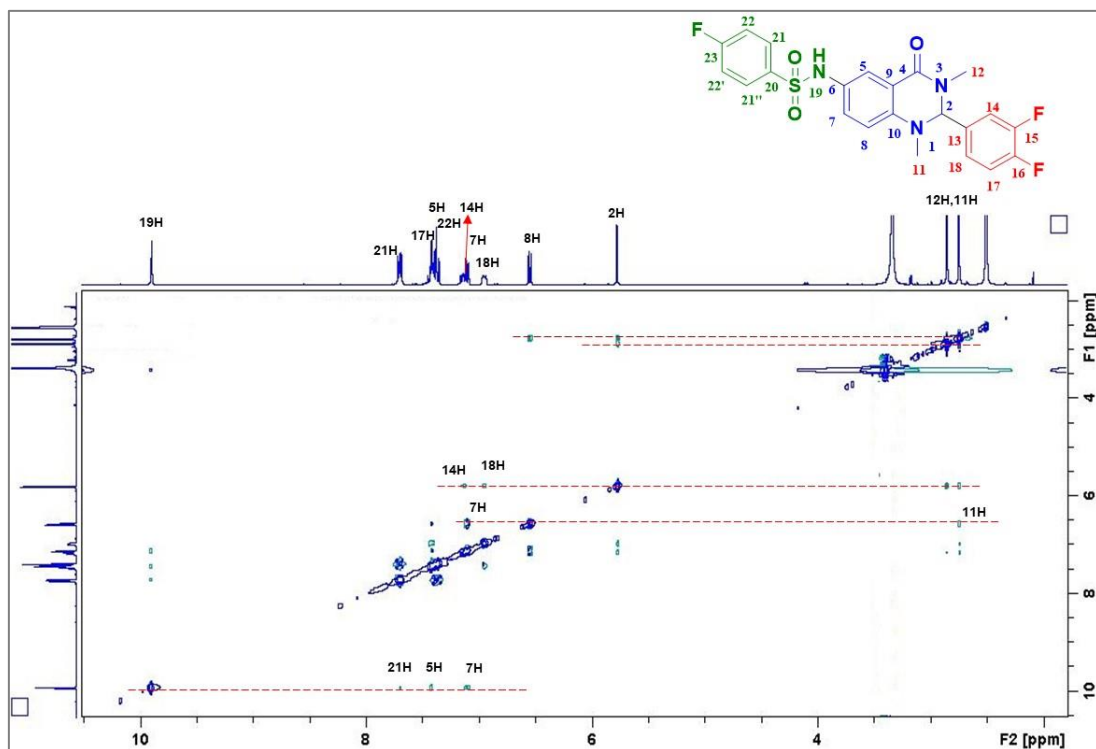 22
F
21
O
H
O
23
S
N
5
4
3
12
9
N
22'
20
19
6
2
14
F
21''
O
7
10
N
13
15
8
1
18
16
F
11
17
12H,11H
5H
14H
19H
22H
2H
17H
7H
8H
21H
18H
14H
18H
7H
11H
21H
5H
7H
F1 [ppm]
4
6
8
10
10
8
6
4
F2 [ppm]